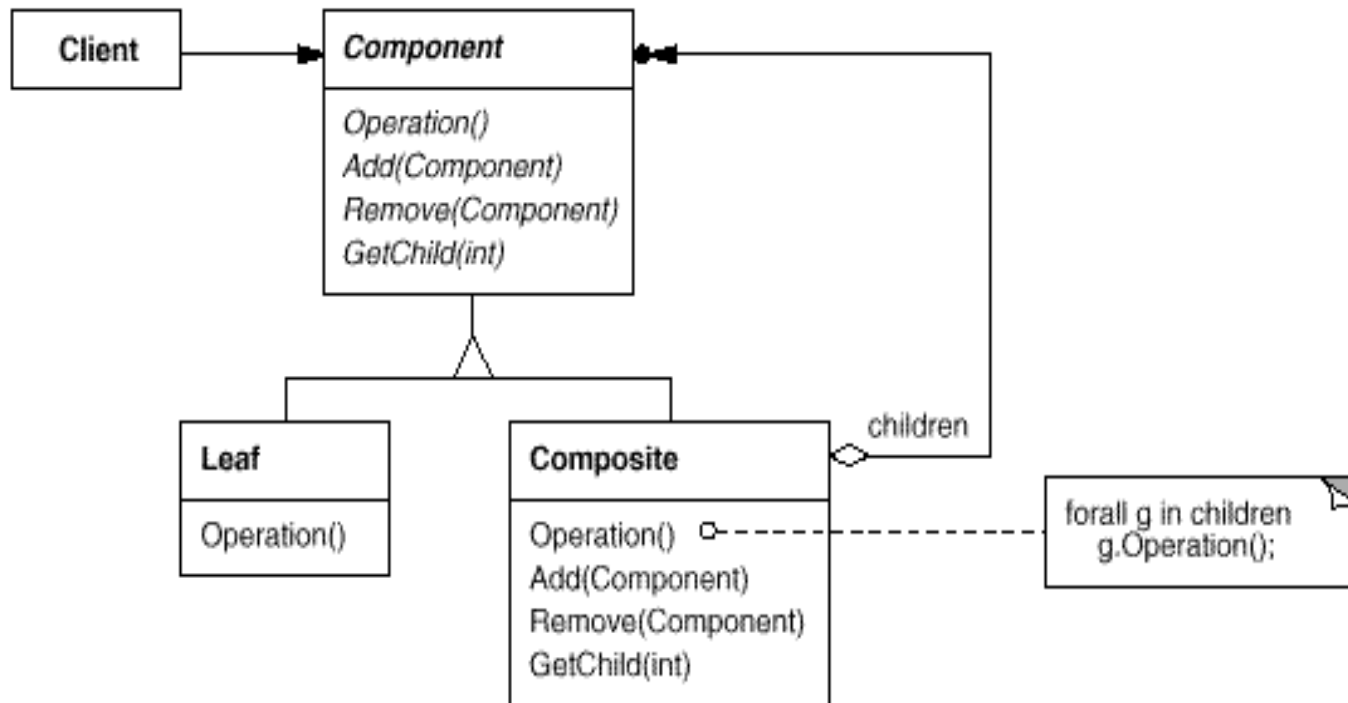 Client
Component
Operation()
Add(Component)
Remove(Component)
GetChild(int)
Leaf
Operation()
Composite
Operation()
Add(Component)
Remove(Component)
GetChild(int)
children
forall g in children
g.Operation();